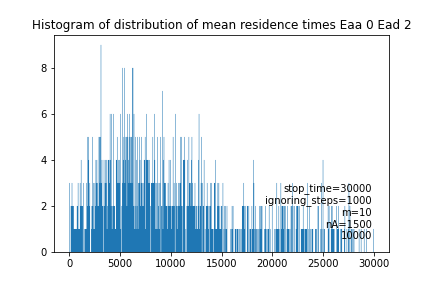 Histogram of distribution of mean residence times Eaa 0 Ead 2
8
6
4
2
0
stop_time=30000
ignoring_steps=1000
m=10
nA=1500
10000
0 5000 10000 15000 20000 25000 30000